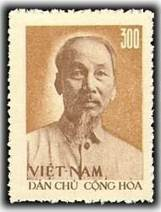 300
VIỆT-NAM
DÂN CHỦ CỘNG HÒA